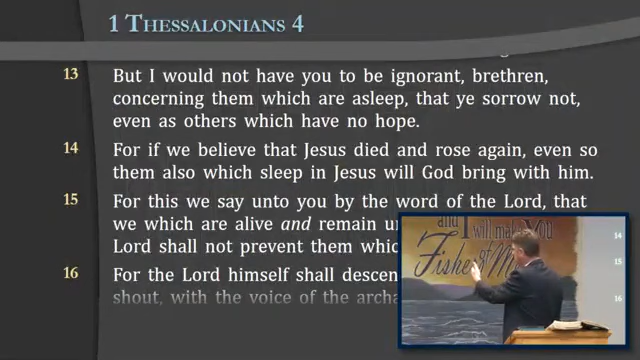 1 THESSALONIANS 4
13 But I would not have you to be ignorant, brethren,
concerning them which are asleep, that ye sorrow not,
even as others which have no hope.
14 For if we believe that Jesus died and rose again, even so
them also which sleep in Jesus will God bring with him.
15 For this we say unto you by the word of the Lord, that
we which are alive and remain
Lord shall not prevent them
16 For the Lord himself shall
shout, with the voice of the
and I will make You
14
15
16